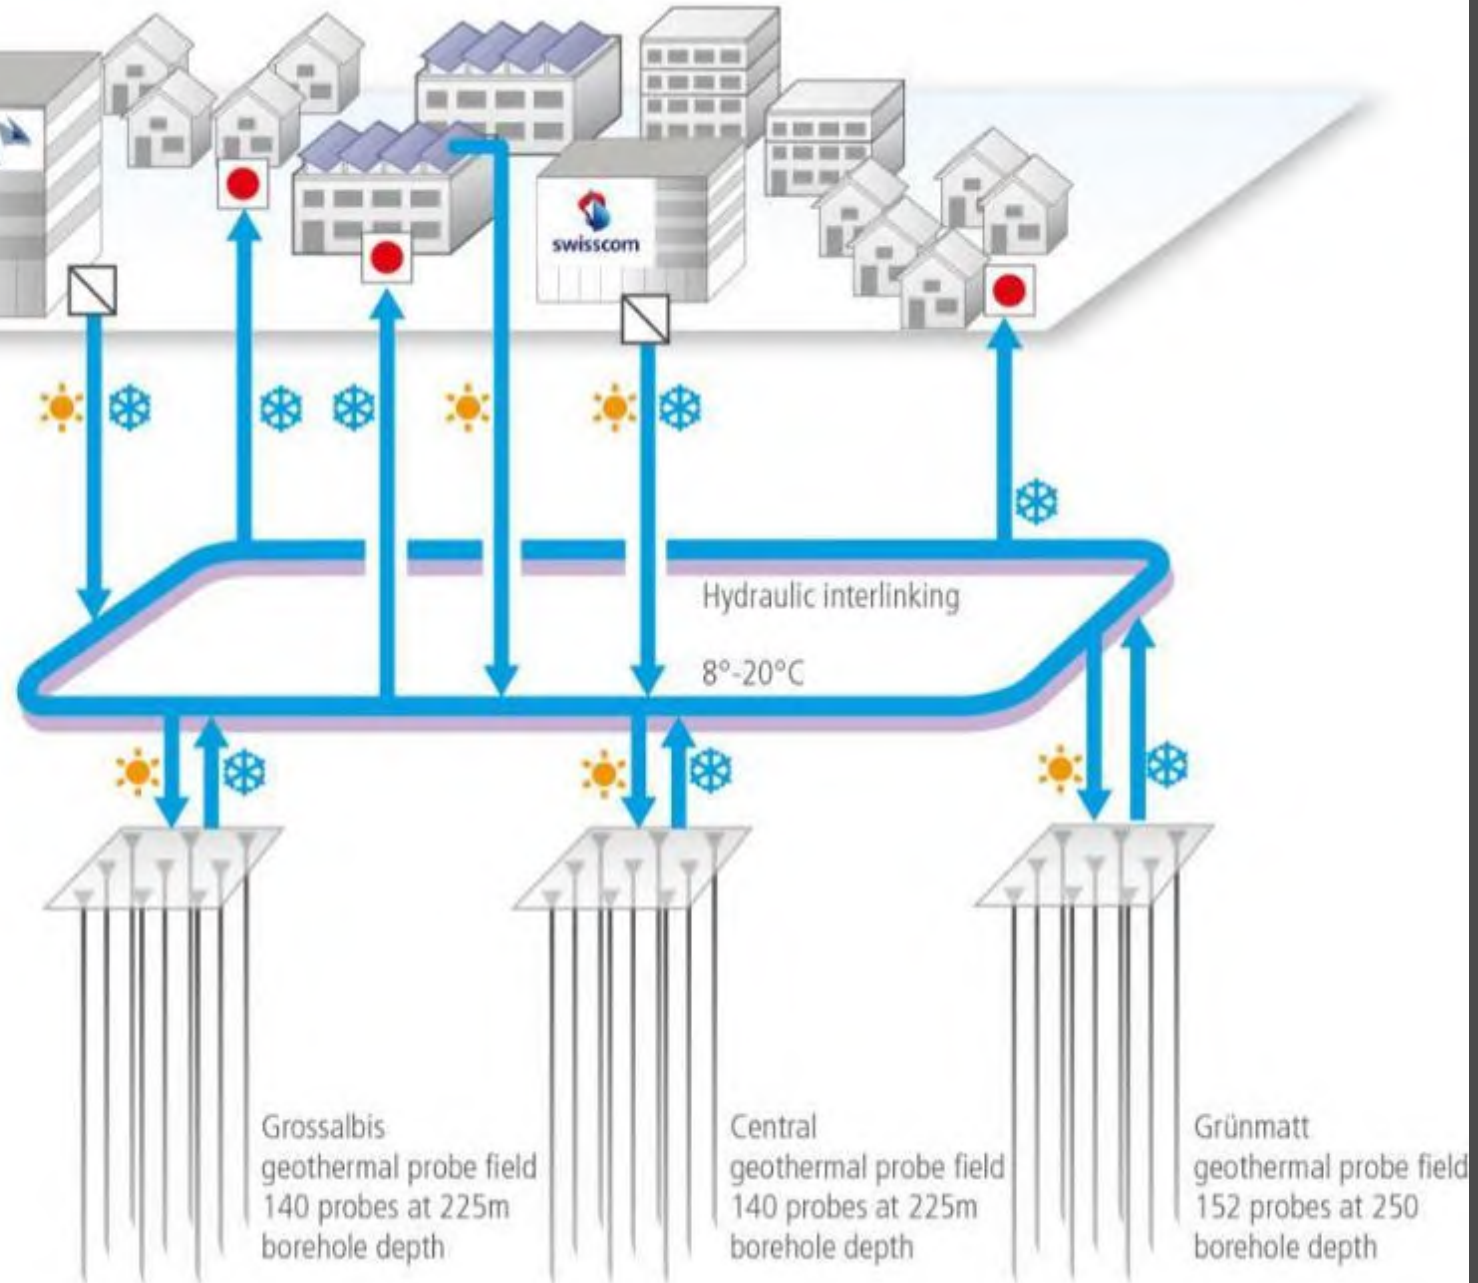 swisscom
Hydraulic interlinking
8°-20°C
Grossalbis
geothermal probe field
140 probes at 225m
borehole depth
Central
geothermal probe field
140 probes at 225m
borehole depth
Grünmatt
geothermal probe field
152 probes at 250
borehole depth